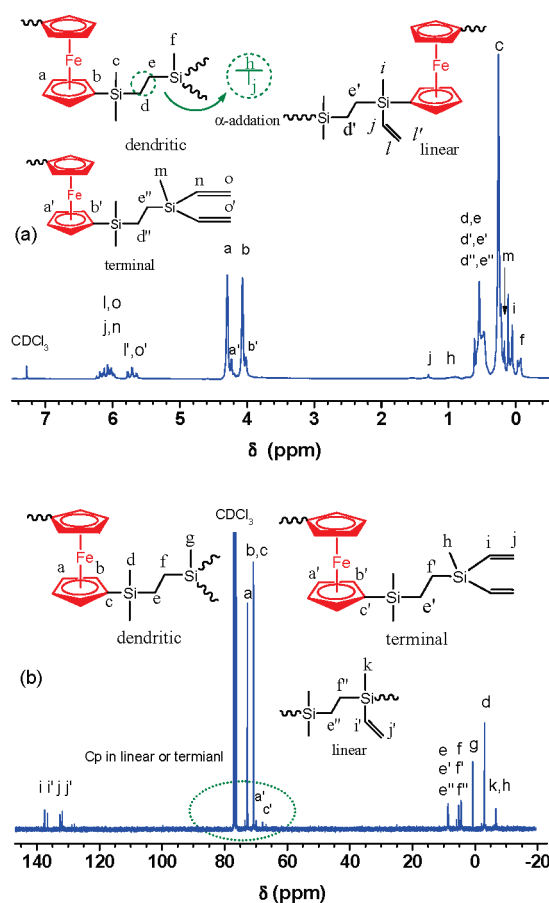 Fe
a
b
c
Si
d
e
Si
f
dendritic
h
j
α-addation
Si
d'
e'
Si
i
j
l
l'
Fe
linear
(a)
Fe
a'
b'
Si
d"
e"
Si
m
n
o
o'
terminal
CDCl3
l,o
j,n
l',o'
a
a'
b
b'
j
h
d,e
d',e'
d",e"
c
m
i
f
7 6 5 4 3 2 1 0
δ (ppm)
(b)
Fe
a
b
c
Si
d
e
f
Si
g
dendritic
CDCl3
Fe
a'
b'
c'
Si
e'
f'
Si
h
i
j
terminal
Si
e"
f"
Si
k
i'
j'
linear
Cp in linear or termianl
i i' j j'
a
b,c
a'
c'
e f
e' f'
e" f"
g
d
k,h
140 120 100 80 60 40 20 0 -20
δ (ppm)